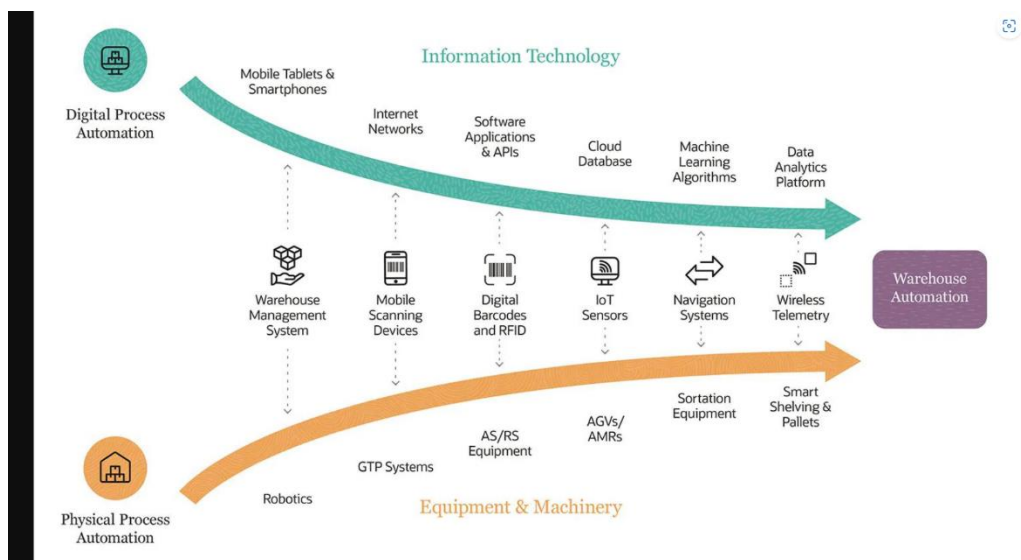 Information Technology
Digital Process
Automation
Mobile Tablets &
Smartphones
Internet
Networks
Software
Applications
& APIs
Cloud
Database
Machine
Learning
Algorithms
Data
Analytics
Platform
Warehouse
Management
System
Mobile
Scanning
Devices
Digital
Barcodes
and RFID
IoT
Sensors
Navigation
Systems
Wireless
Telemetry
Warehouse
Automation
Robotics
GTP Systems
AS/RS
Equipment
AGVs/
AMRs
Sortation
Equipment
Smart
Shelving &
Pallets
Physical Process
Automation
Equipment & Machinery